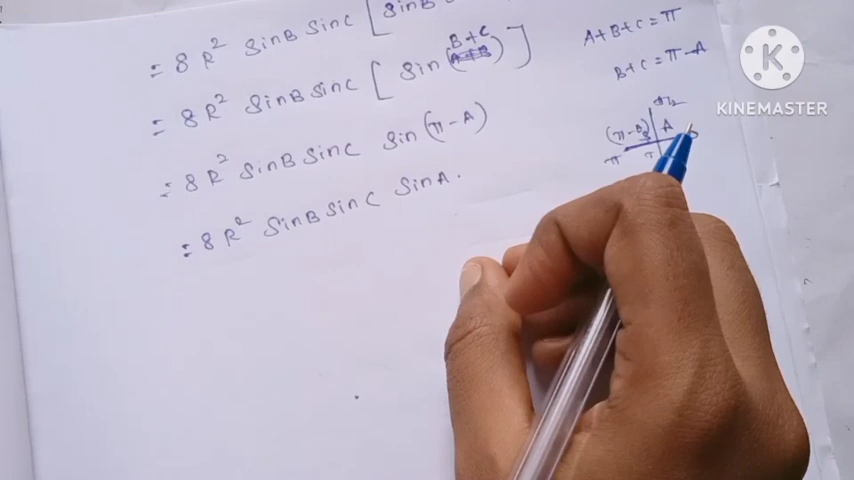 = 8 R² SinB SinC [ SinB
= 8 R² SinB SinC [ Sin(B+C) ]
= 8 R² SinB SinC Sin(π - A)
= 8 R² SinB SinC SinA.
A+B+C = π
B+C = π - A
A
π
KINEMASTER